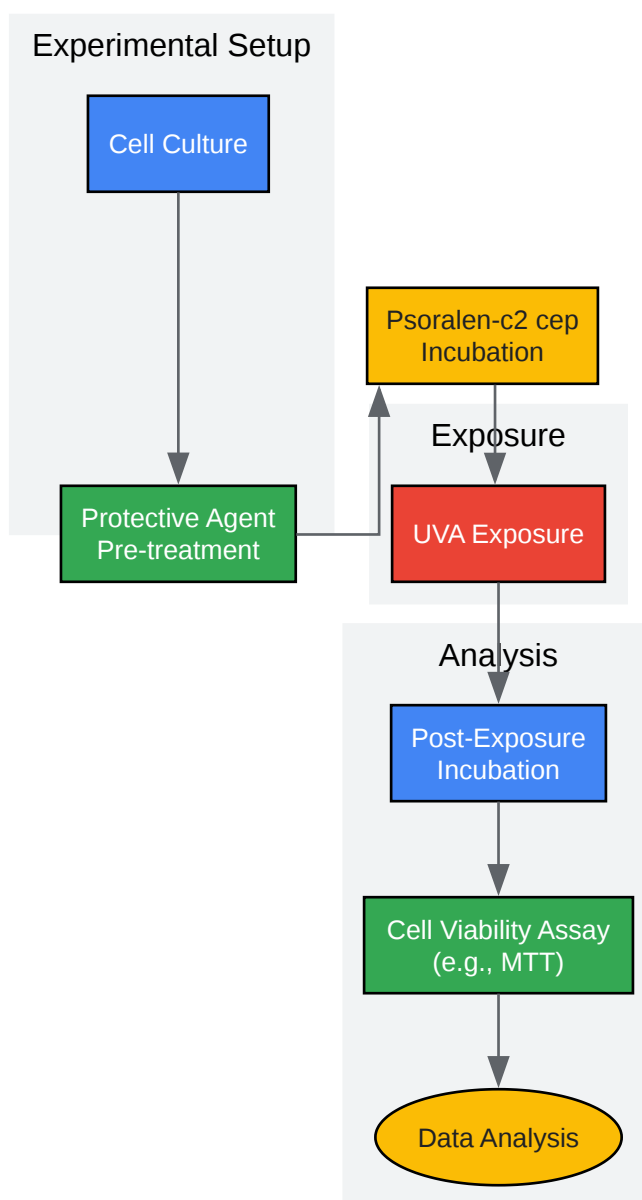 Experimental Setup
Cell Culture
Psoralen-c2 cep
Incubation
Exposure
Protective Agent
Pre-treatment
UVA Exposure
Analysis
Post-Exposure
Incubation
Cell Viability Assay
(e.g., MTT)
Data Analysis